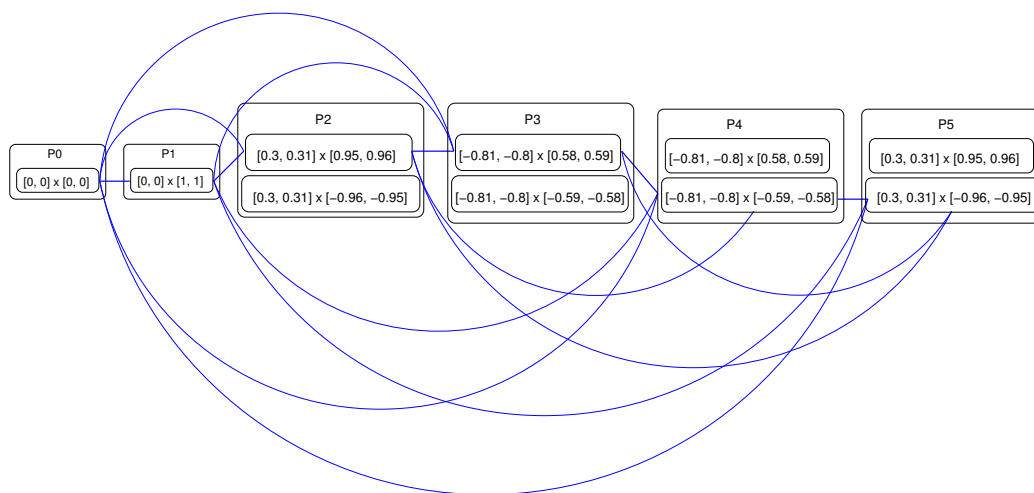 P0
[0, 0] x [0, 0]
P1
[0, 0] x [1, 1]
P2
[0.3, 0.31] x [0.95, 0.96]
[0.3, 0.31] x [−0.96, −0.95]
P3
[−0.81, −0.8] x [0.58, 0.59]
[−0.81, −0.8] x [−0.59, −0.58]
P4
[−0.81, −0.8] x [0.58, 0.59]
[−0.81, −0.8] x [−0.59, −0.58]
P5
[0.3, 0.31] x [0.95, 0.96]
[0.3, 0.31] x [−0.96, −0.95]